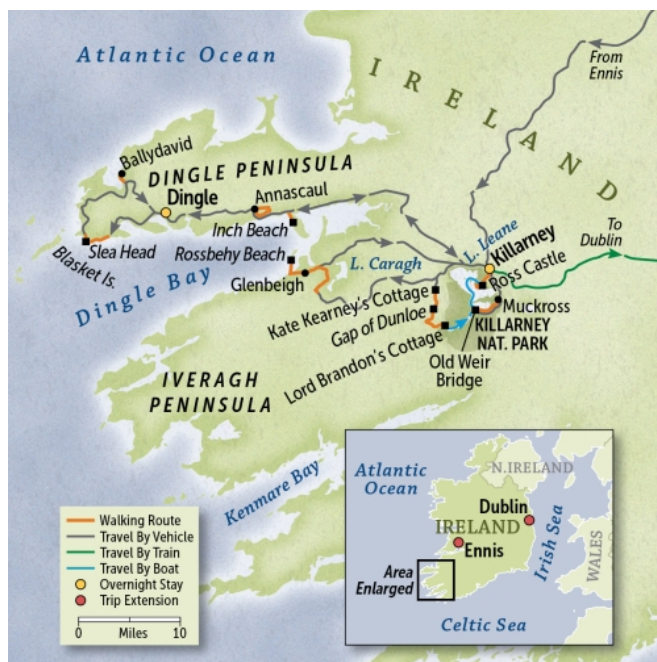 Atlantic Ocean
From
Ennis
IRELAND
Ballydavid
DINGLE PENINSULA
Dingle
Annascaul
Inch Beach
Slea Head
Blasket Is.
Rossbehy Beach
Dingle Bay
Glenbeigh
L. Caragh
L. Leane
Killarney
To
Dublin
Ross Castle
Kate Kearney's Cottage
Muckross
Gap of Dunloe
KILLARNEY
NAT. PARK
Lord Brandon's Cottage
Old Weir
Bridge
IVERAGH
PENINSULA
Kenmare Bay
Walking Route
Travel By Vehicle
Travel By Train
Travel By Boat
Overnight Stay
Trip Extension
0 10
Miles
Atlantic
Ocean
N.IRELAND
Dublin
IRELAND
Ennis
Irish Sea
WALES
Area
Enlarged
Celtic Sea